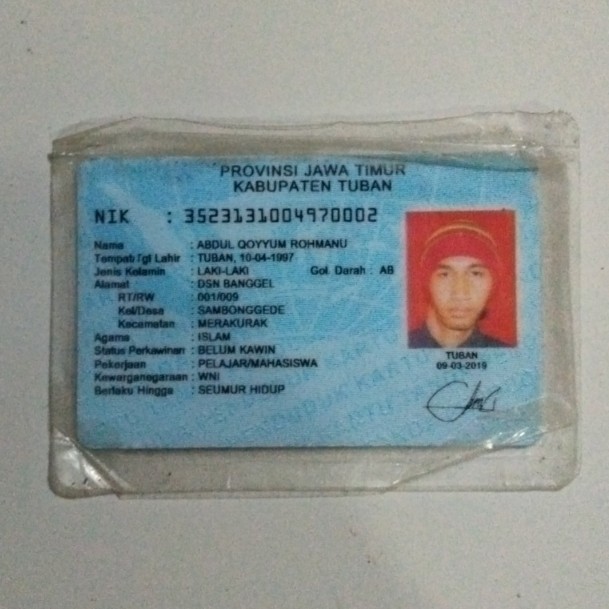 PROVINSI JAWA TIMUR
KABUPATEN TUBAN
NIK : 3523131004970002
Nama : ABDUL QOYYUM ROHMANU
Tempat/Tgl Lahir : TUBAN, 10-04-1997
Jenis Kelamin : LAKI-LAKI Gol. Darah : AB
Alamat : DSN BANGGEL
RT/RW : 001/009
Kel/Desa : SAMBONGGEDE
Kecamatan : MERAKURAK
Agama : ISLAM
Status Perkawinan : BELUM KAWIN
Pekerjaan : PELAJAR/MAHASISWA
Kewarganegaraan : WNI
Berlaku Hingga : SEUMUR HIDUP
TUBAN
09-03-2019